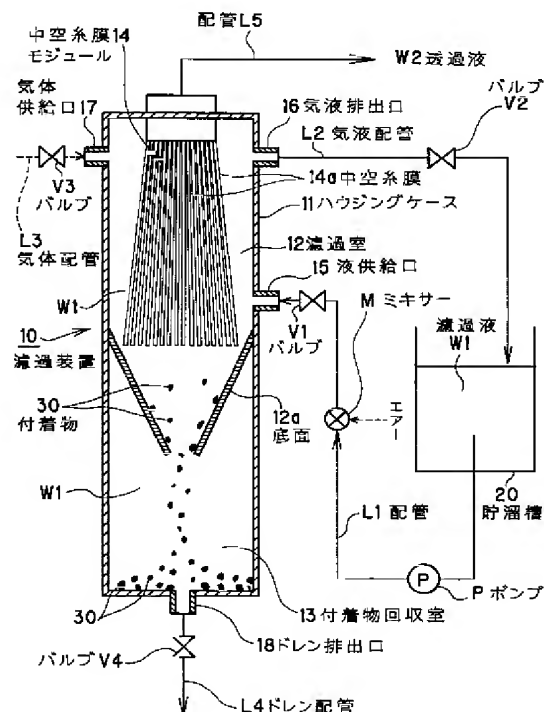 配管L5
中空糸膜14
モジュール
W2透過液
バルブ
V2
気体
供給口17
16気液排出口
L2気液配管
V3
バルブ
14a中空糸膜
11ハウジングケース
L3
気体配管
12濾過室
15液供給口
W1
Mミキサー
V1
バルブ
濾過液
W1
10
濾過装置
30
付着物
12a
底面
エアー
W1
20
貯溜槽
L1配管
P
Pポンプ
30
13付着物回収室
18ドレン排出口
バルブV4
L4ドレン配管